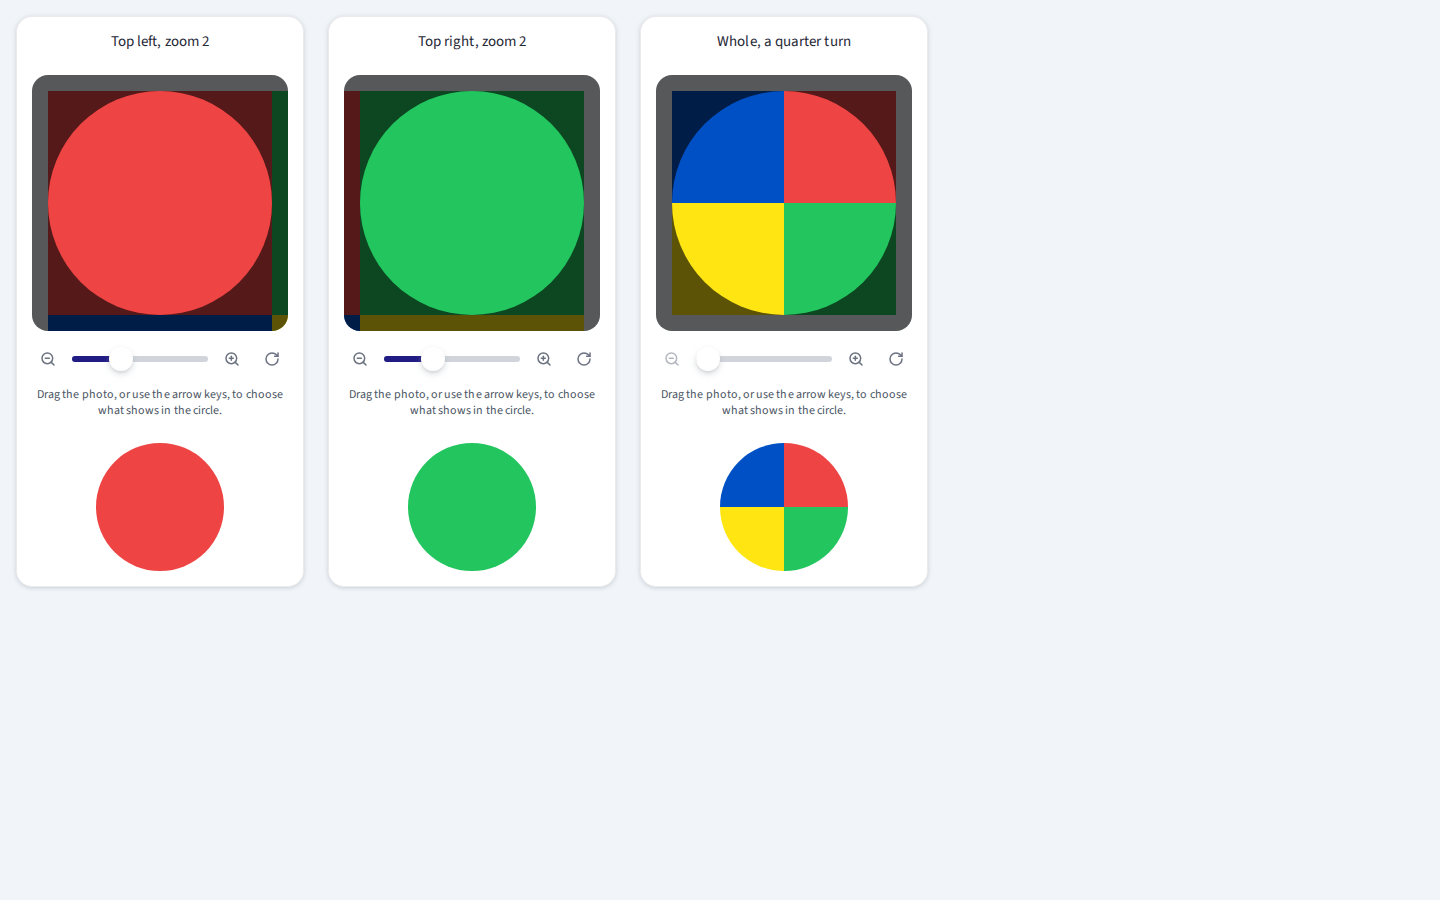 Top left, zoom 2
Drag the photo, or use the arrow keys, to choose
what shows in the circle.
Top right, zoom 2
Drag the photo, or use the arrow keys, to choose
what shows in the circle.
Whole, a quarter turn
Drag the photo, or use the arrow keys, to choose
what shows in the circle.